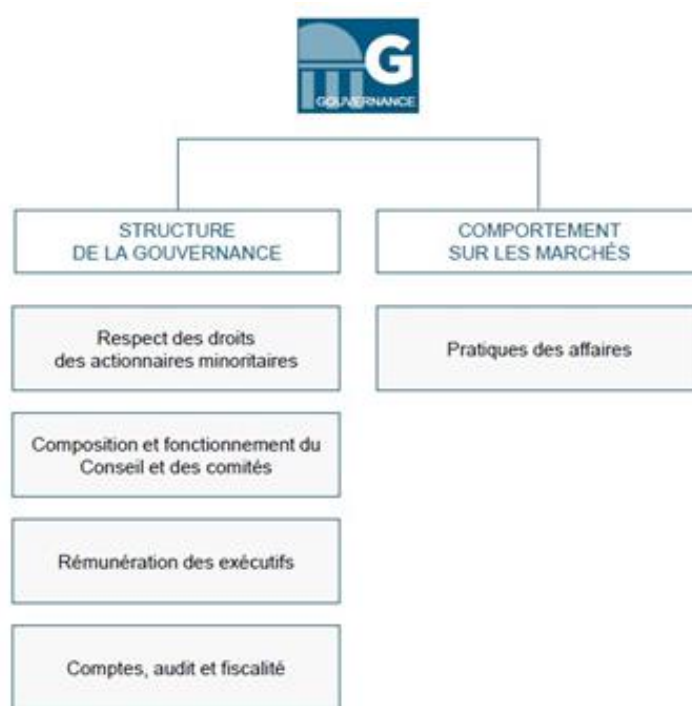 G
GOUVERNANCE
STRUCTURE
DE LA GOUVERNANCE
COMPORTEMENT
SUR LES MARCHÉS
Respect des droits
des actionnaires minoritaires
Pratiques des affaires
Composition et fonctionnement du
Conseil et des comités
Rémunération des exécutifs
Comptes, audit et fiscalité